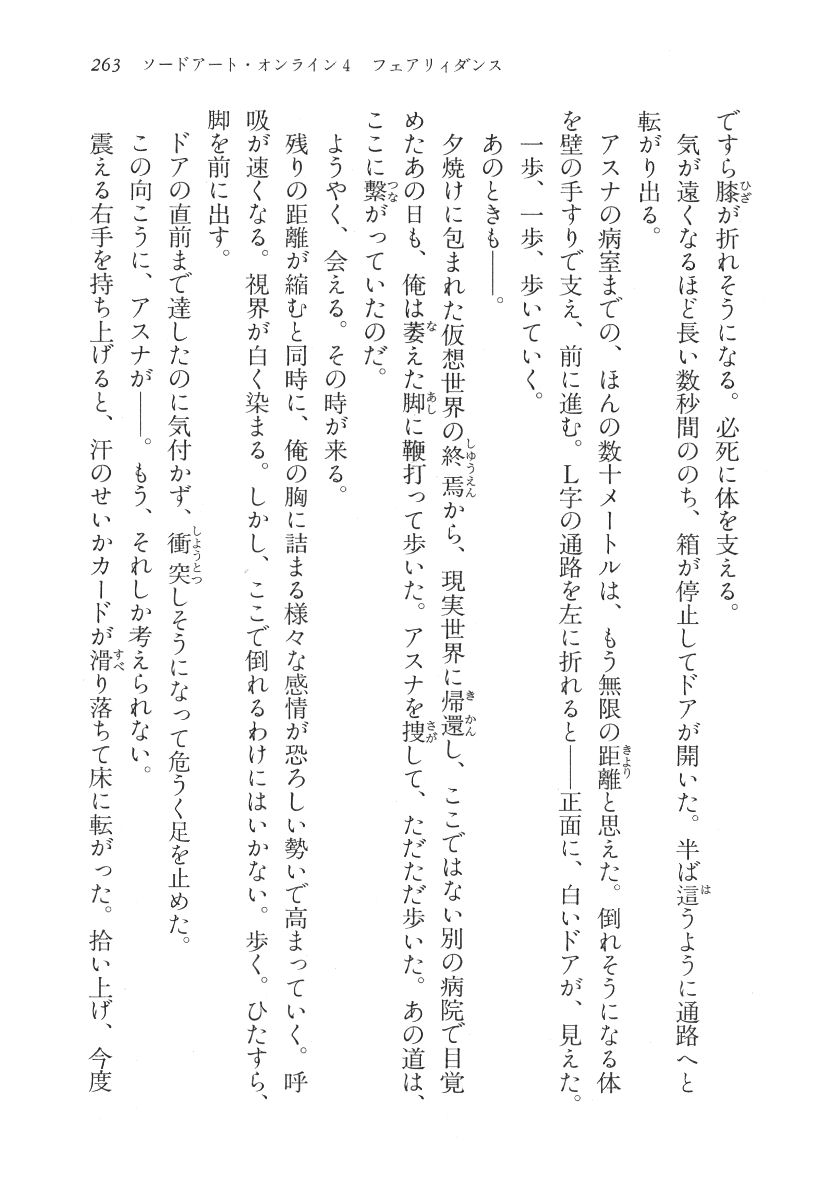 263　ソードアート・オンライン4　フェアリィダンス
ですら膝が折れそうになる。必死に体を支える。
　気が遠くなるほど長い数秒間ののち、箱が停止してドアが開いた。半ば這うように通路へと
転がり出る。
　アスナの病室までの、ほんの数十メートルは、もう無限の距離と思えた。倒れそうになる体
を壁の手すりで支え、前に進む。L字の通路を左に折れると――正面に、白いドアが、見えた。
　一歩、一歩、歩いていく。
　あのときも――。
　夕焼けに包まれた仮想世界の終焉から、現実世界に帰還し、ここではない別の病院で目覚
めたあの日も、俺は萎えた脚に鞭打って歩いた。アスナを捜して、ただただ歩いた。あの道は、
ここに繫がっていたのだ。
　ようやく、会える。その時が来る。
　残りの距離が縮むと同時に、俺の胸に詰まる様々な感情が恐ろしい勢いで高まっていく。呼
吸が速くなる。視界が白く染まる。しかし、ここで倒れるわけにはいかない。歩く。ひたすら、
脚を前に出す。
　ドアの直前まで達したのに気付かず、衝突しそうになって危うく足を止めた。
　この向こうに、アスナが――。もう、それしか考えられない。
　震える右手を持ち上げると、汗のせいかカードが滑り落ちて床に転がった。拾い上げ、今度